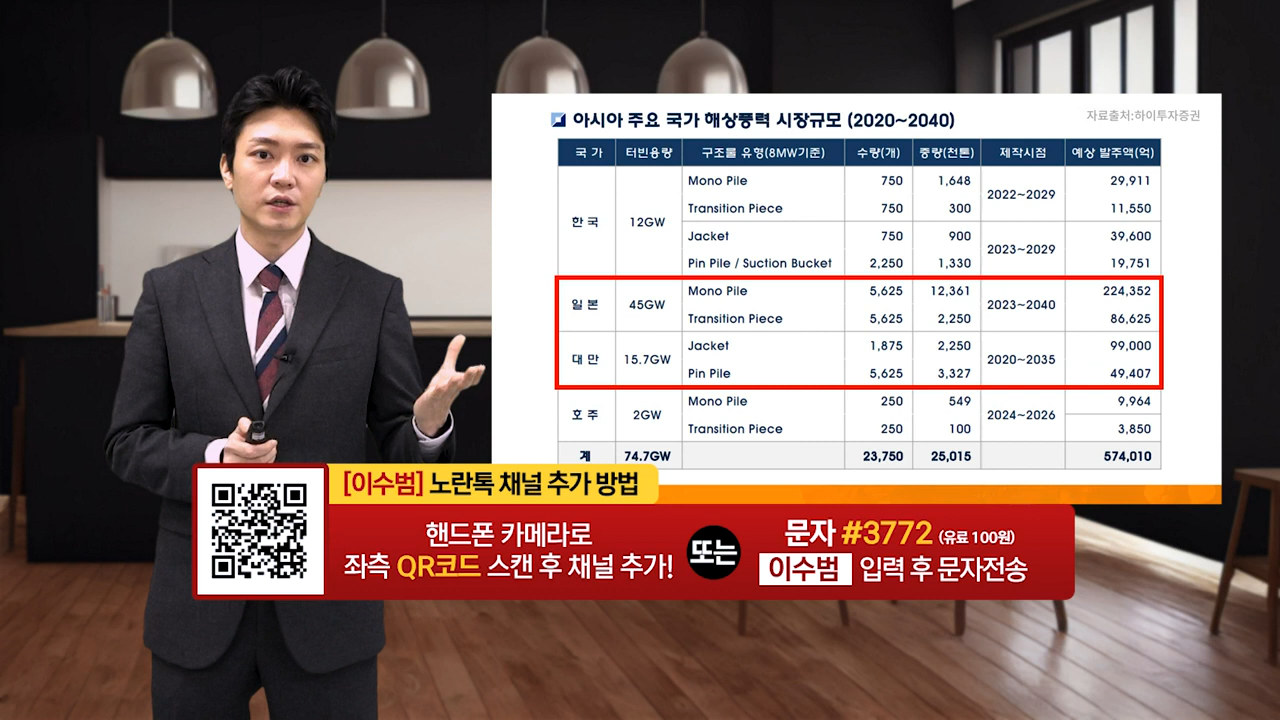 아시아 주요 국가 해상풍력 시장규모 (2020~2040)
자료출처:하이투자증권
국 가 터빈용량 구조물 유형(8MW기준) 수량(개) 중량(천톤) 제작시점 예상 발주액(억)
한 국 12GW Mono Pile 750 1,648 2022~2029 29,911
Transition Piece 750 300 11,550
Jacket 750 900 2023~2029 39,600
Pin Pile / Suction Bucket 2,250 1,330 19,751
일 본 45GW Mono Pile 5,625 12,361 2023~2040 224,352
Transition Piece 5,625 2,250 86,625
대 만 15.7GW Jacket 1,875 2,250 2020~2035 99,000
Pin Pile 5,625 3,327 49,407
호 주 2GW Mono Pile 250 549 2024~2026 9,964
Transition Piece 250 100 3,850
계 74.7GW 23,750 25,015 574,010
[이수범] 노란톡 채널 추가 방법
핸드폰 카메라로
좌측 QR코드 스캔 후 채널 추가!
또는
문자 #3772 (유료 100원)
이수범 입력 후 문자전송